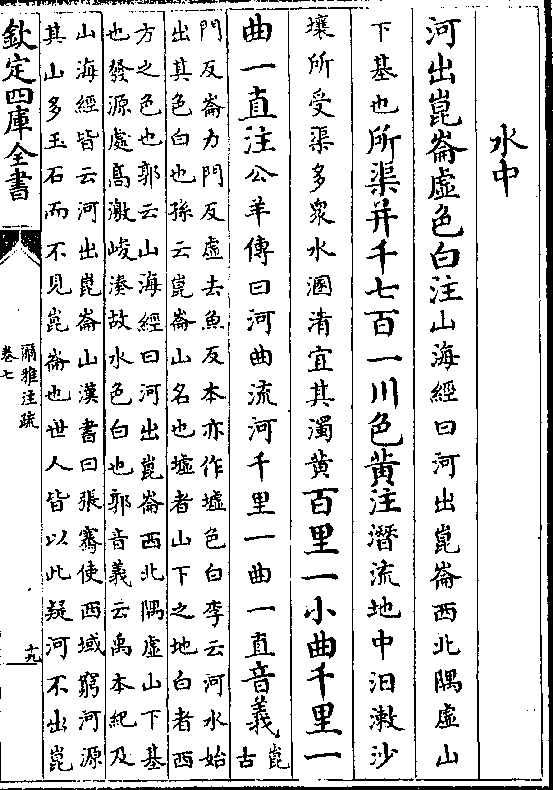 水中
河出崑崙虛色白注山海經曰河出崑崙西北隅虛山
下基也所渠并千七百一川色黃注潛流地中汩漱沙
壤所受渠多衆水溷淆宜其濁黄百里一小曲千里一
曲一直注公羊傳曰河曲流河千里一曲一直音義崑古
門反崙力門反虛去魚反本亦作墟色白李云河水始
出其色白也孫云崑崙山名也墟者山下之地白者西
方之色也郭云山海經曰河出崑崙西北隅虛山下基
也發源處髙激峻湊故水色白也郭音義云禹本紀及
山海經皆云河出崑崙山漢書曰張騫使西域窮河源
其山多玉石而不見崑崙也世人皆以此疑河不出崑
欽定四庫全書
爾雅注疏
卷七
十九